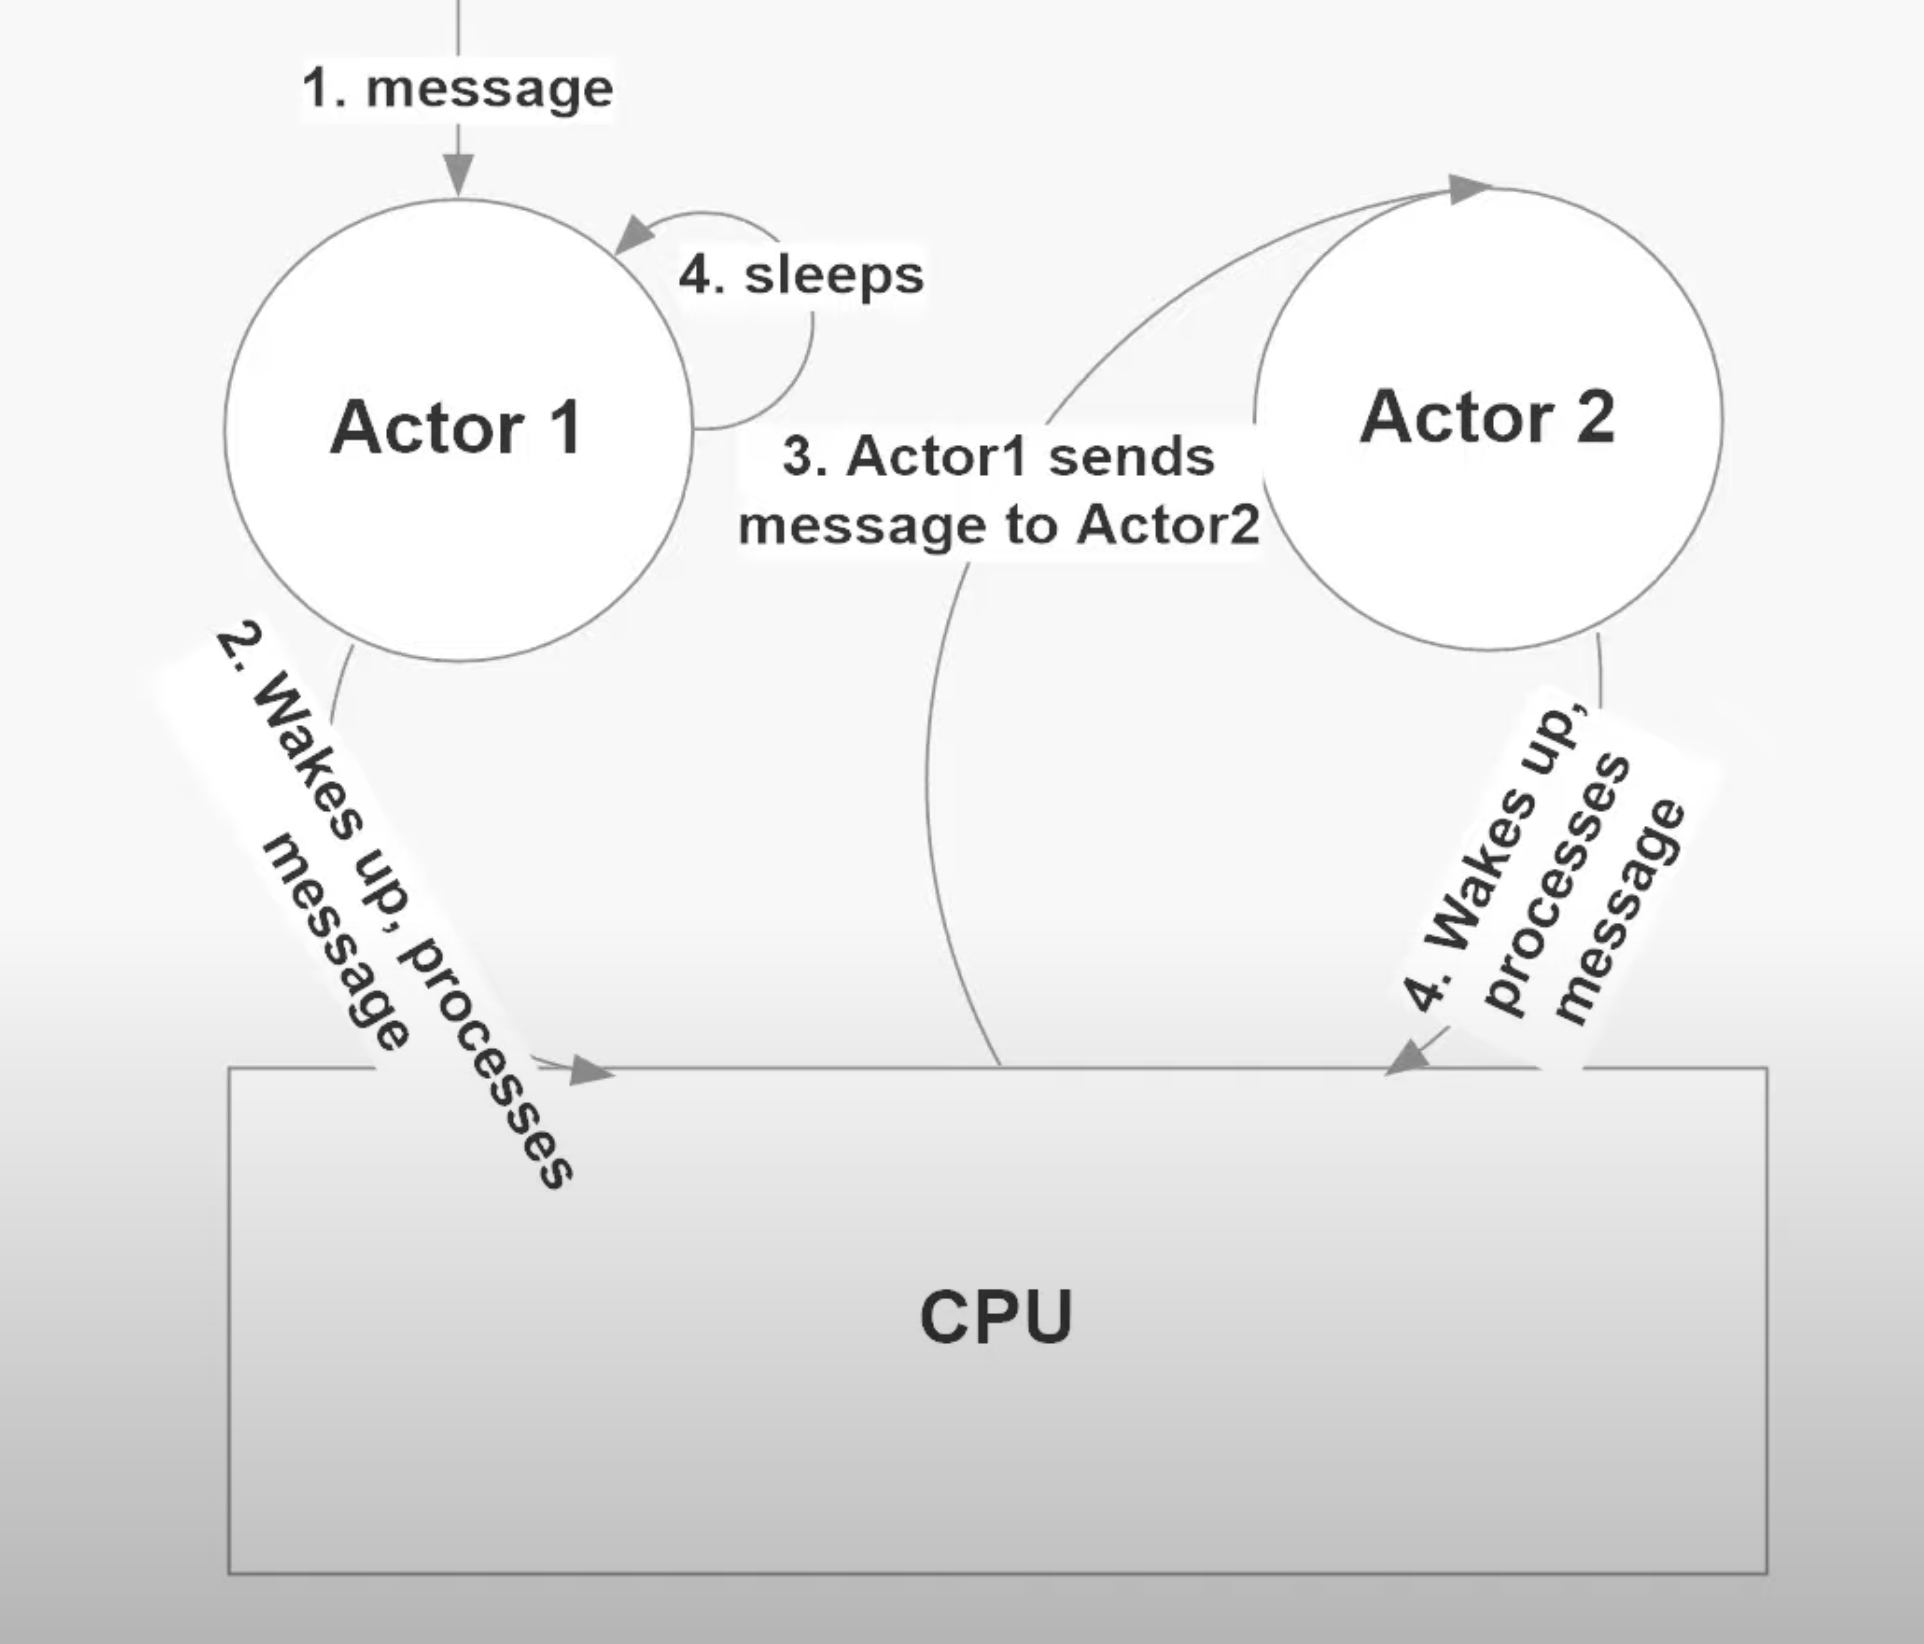 1. message
4. sleeps
Actor 1
Actor 2
3. Actor1 sends
message to Actor2
2. Wakes up, processes
message
4. Wakes up,
processes
message
CPU